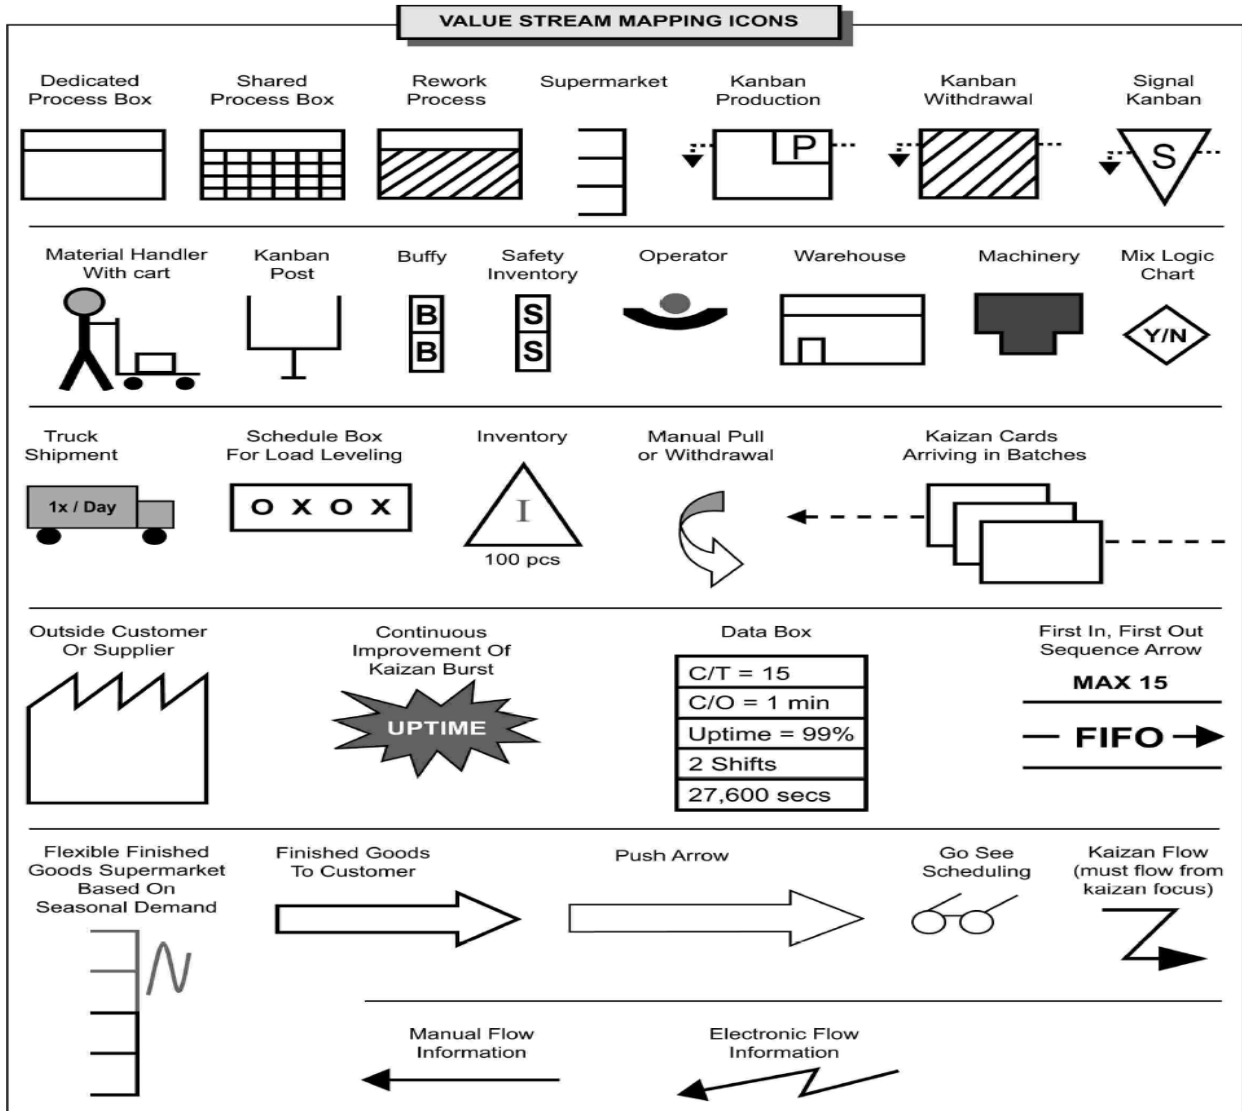 VALUE STREAM MAPPING ICONS
Dedicated
Process Box
Shared
Process Box
Rework
Process
Supermarket
Kanban
Production
Kanban
Withdrawal
Signal
Kanban
P
S
Material Handler
With cart
Kanban
Post
Buffy
Safety
Inventory
Operator
Warehouse
Machinery
Mix Logic
Chart
B
B
S
S
Y/N
Truck
Shipment
Schedule Box
For Load Leveling
Inventory
Manual Pull
or Withdrawal
Kaizan Cards
Arriving in Batches
1x / Day
O X O X
I
100 pcs
Outside Customer
Or Supplier
Continuous
Improvement Of
Kaizan Burst
Data Box
First In, First Out
Sequence Arrow
UPTIME
C/T = 15
C/O = 1 min
Uptime = 99%
2 Shifts
27,600 secs
MAX 15
FIFO
Flexible Finished
Goods Supermarket
Based On
Seasonal Demand
Finished Goods
To Customer
Push Arrow
Go See
Scheduling
Kaizan Flow
(must flow from
kaizan focus)
Manual Flow
Information
Electronic Flow
Information